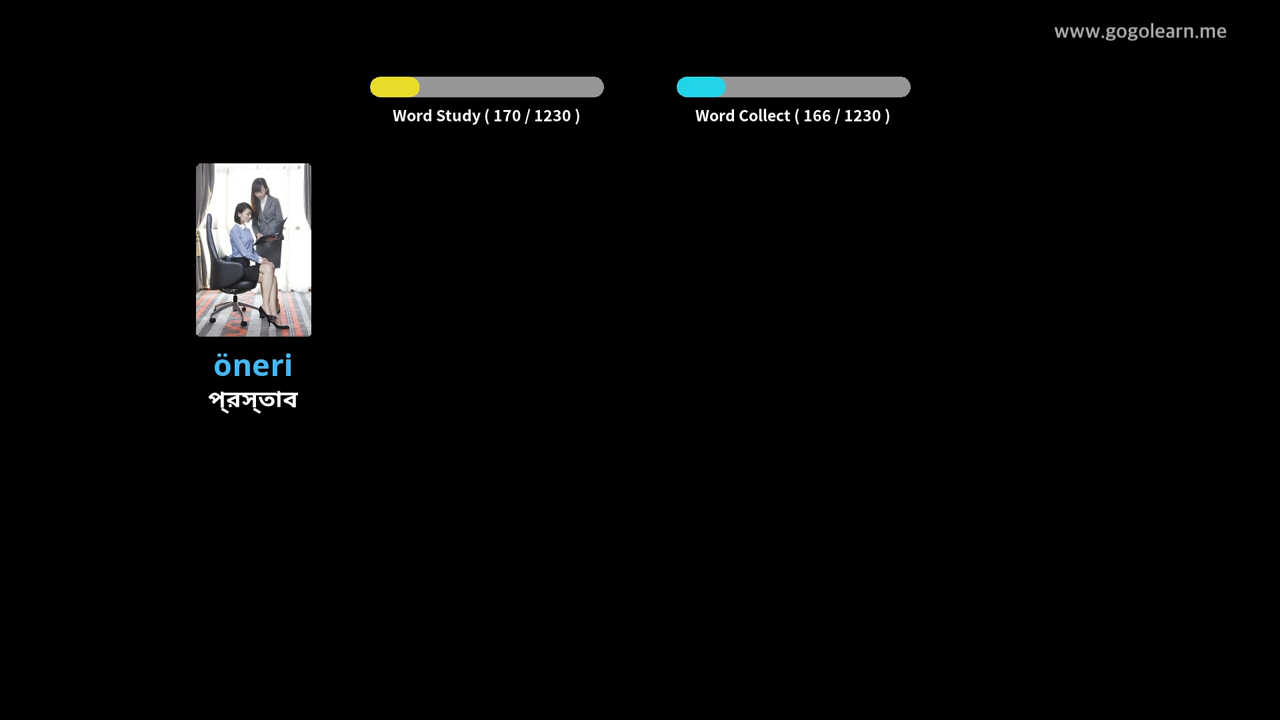 www.gogolearn.me
Word Study ( 170 / 1230 )
Word Collect ( 166 / 1230 )
öneri
প্রস্তাব